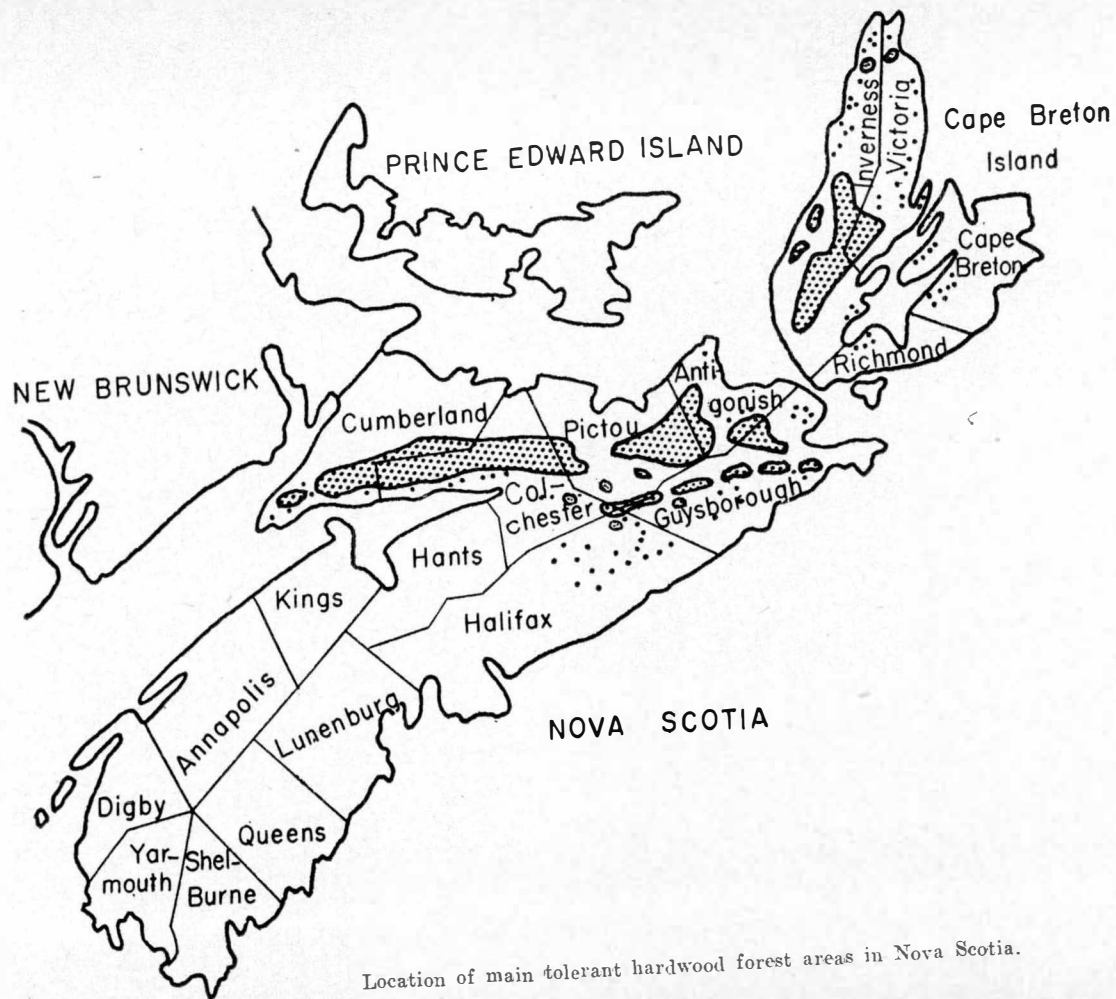 Inverness
Victoria
Cape Breton
Island
PRINCE EDWARD ISLAND
Cape
Breton
Richmond
NEW BRUNSWICK
Anti-
gonish
Cumberland
Pictou
Col-
chester
Guysborough
Hants
Kings
Halifax
Annapolis
Lunenburg
NOVA SCOTIA
Digby
Queens
Yar-
mouth
Shel-
Burne
Location of main tolerant hardwood forest areas in Nova Scotia.